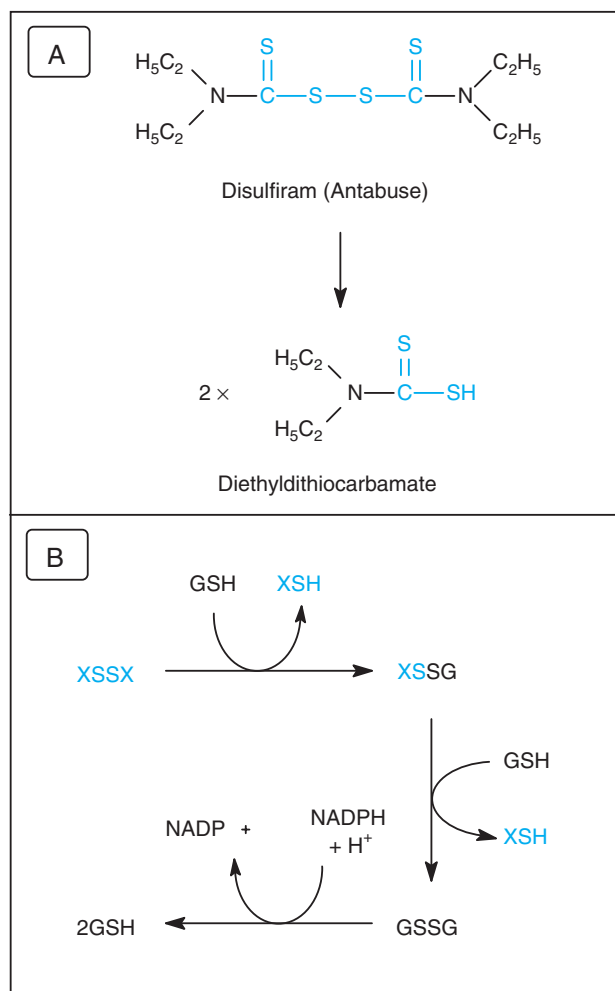 A
S S
H₅C₂ C₂H₅
N C S S C N
H₅C₂ C₂H₅
Disulfiram (Antabuse)
S
H₅C₂
2 × N C SH
H₅C₂
Diethyldithiocarbamate
B
GSH XSH
XSSX XSSG
GSH
NADP + NADPH
+ H⁺
XSH
2GSH GSSG